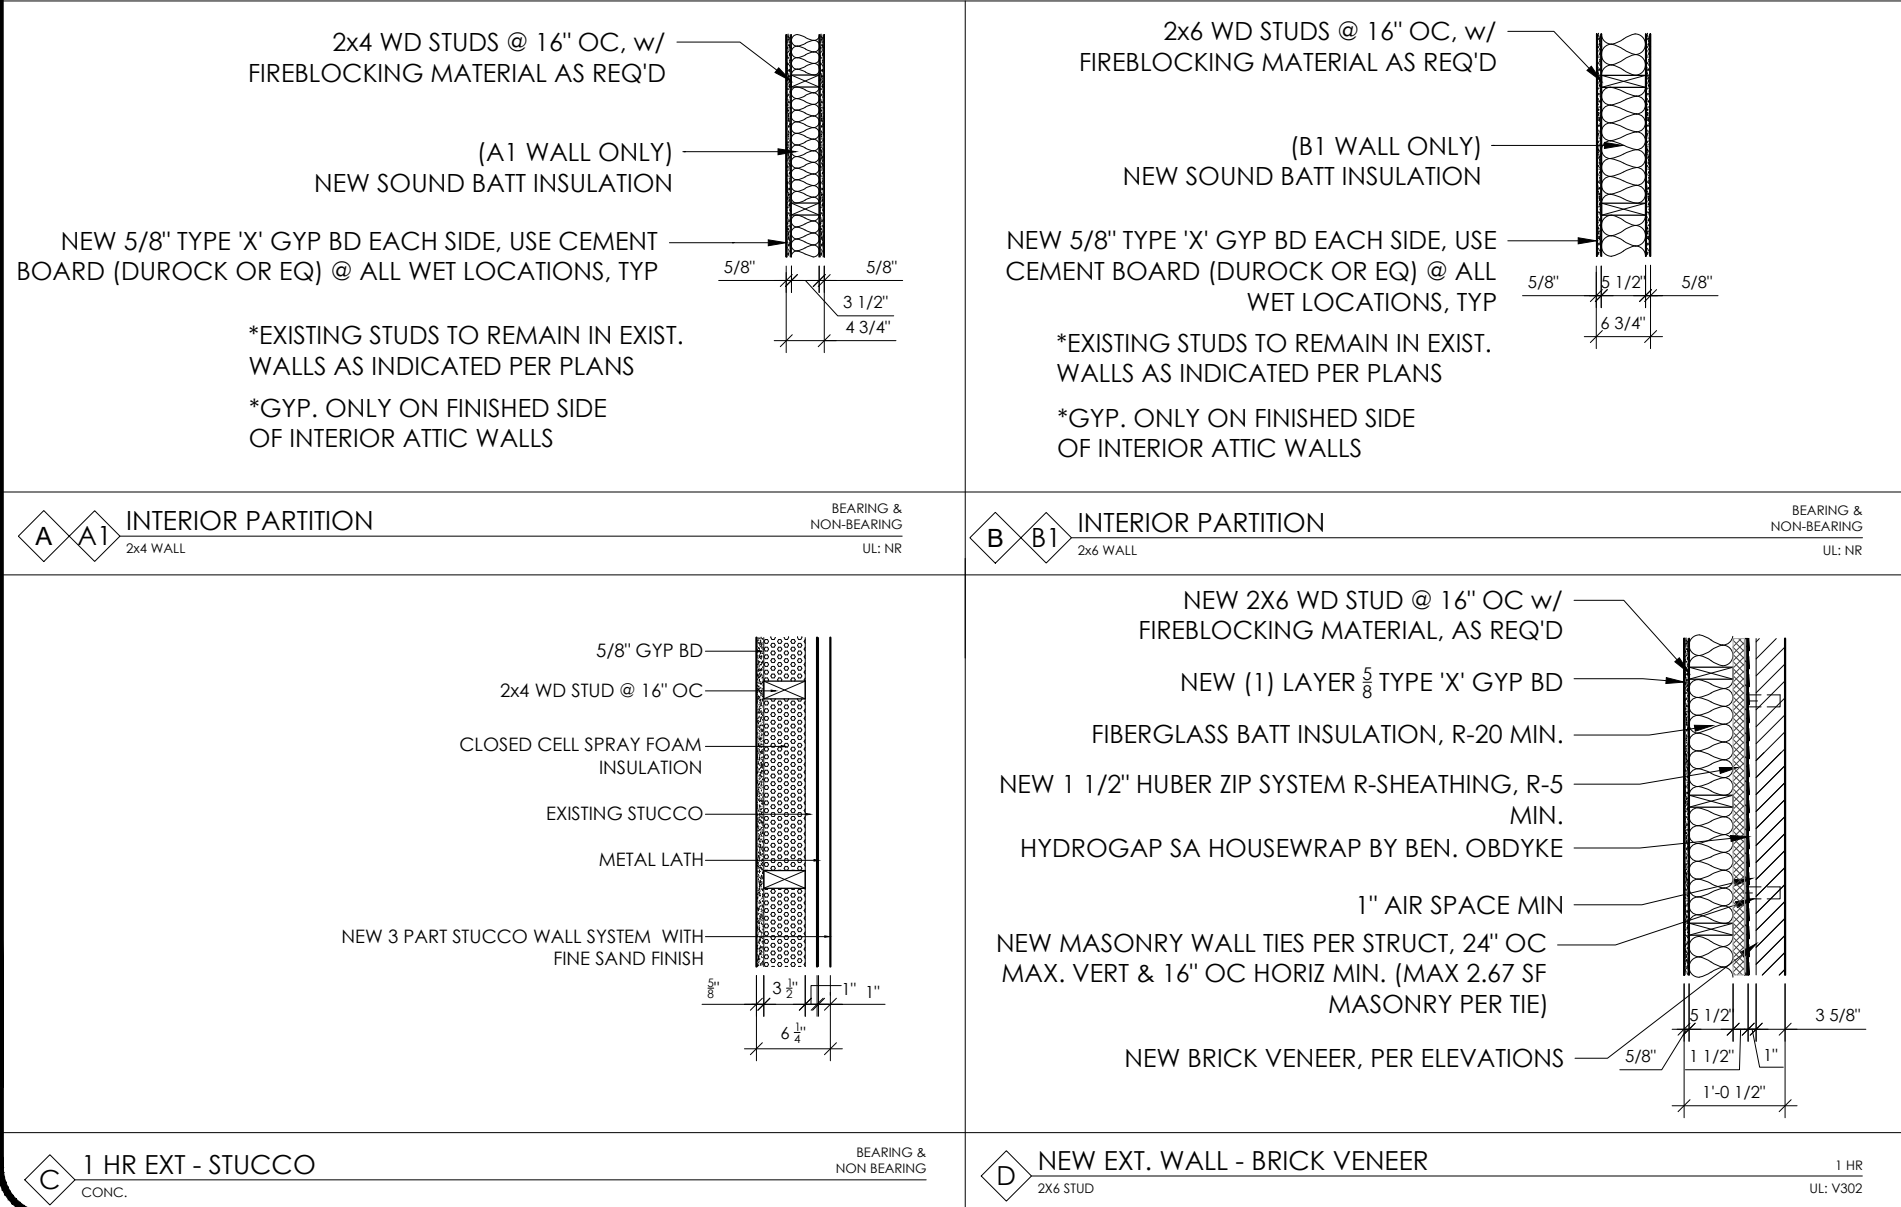 2x4 WD STUDS @ 16" OC, w/
FIREBLOCKING MATERIAL AS REQ'D
(A1 WALL ONLY)
NEW SOUND BATT INSULATION
NEW 5/8" TYPE 'X' GYP BD EACH SIDE, USE CEMENT
BOARD (DUROCK OR EQ) @ ALL WET LOCATIONS, TYP
5/8"
5/8"
3 1/2"
4 3/4"
*EXISTING STUDS TO REMAIN IN EXIST.
WALLS AS INDICATED PER PLANS
*GYP. ONLY ON FINISHED SIDE
OF INTERIOR ATTIC WALLS
A
A1
INTERIOR PARTITION
2x4 WALL
BEARING &
NON-BEARING
UL: NR
2x6 WD STUDS @ 16" OC, w/
FIREBLOCKING MATERIAL AS REQ'D
(B1 WALL ONLY)
NEW SOUND BATT INSULATION
NEW 5/8" TYPE 'X' GYP BD EACH SIDE, USE
CEMENT BOARD (DUROCK OR EQ) @ ALL
WET LOCATIONS, TYP
5/8"
5 1/2"
5/8"
6 3/4"
*EXISTING STUDS TO REMAIN IN EXIST.
WALLS AS INDICATED PER PLANS
*GYP. ONLY ON FINISHED SIDE
OF INTERIOR ATTIC WALLS
B
B1
INTERIOR PARTITION
2x6 WALL
BEARING &
NON-BEARING
UL: NR
5/8" GYP BD
2x4 WD STUD @ 16" OC
CLOSED CELL SPRAY FOAM
INSULATION
EXISTING STUCCO
METAL LATH
NEW 3 PART STUCCO WALL SYSTEM WITH
FINE SAND FINISH
5/8"
3 1/2"
1"
1"
6 1/4"
C
1 HR EXT - STUCCO
CONC.
BEARING &
NON BEARING
NEW 2X6 WD STUD @ 16" OC w/
FIREBLOCKING MATERIAL, AS REQ'D
NEW (1) LAYER 5/8 TYPE 'X' GYP BD
FIBERGLASS BATT INSULATION, R-20 MIN.
NEW 1 1/2" HUBER ZIP SYSTEM R-SHEATHING, R-5
MIN.
HYDROGAP SA HOUSEWRAP BY BEN. OBDYKE
1" AIR SPACE MIN
NEW MASONRY WALL TIES PER STRUCT, 24" OC
MAX. VERT & 16" OC HORIZ MIN. (MAX 2.67 SF
MASONRY PER TIE)
NEW BRICK VENEER, PER ELEVATIONS
5 1/2"
3 5/8"
5/8"
1 1/2"
1"
1'-0 1/2"
D
NEW EXT. WALL - BRICK VENEER
2X6 STUD
1 HR
UL: V302